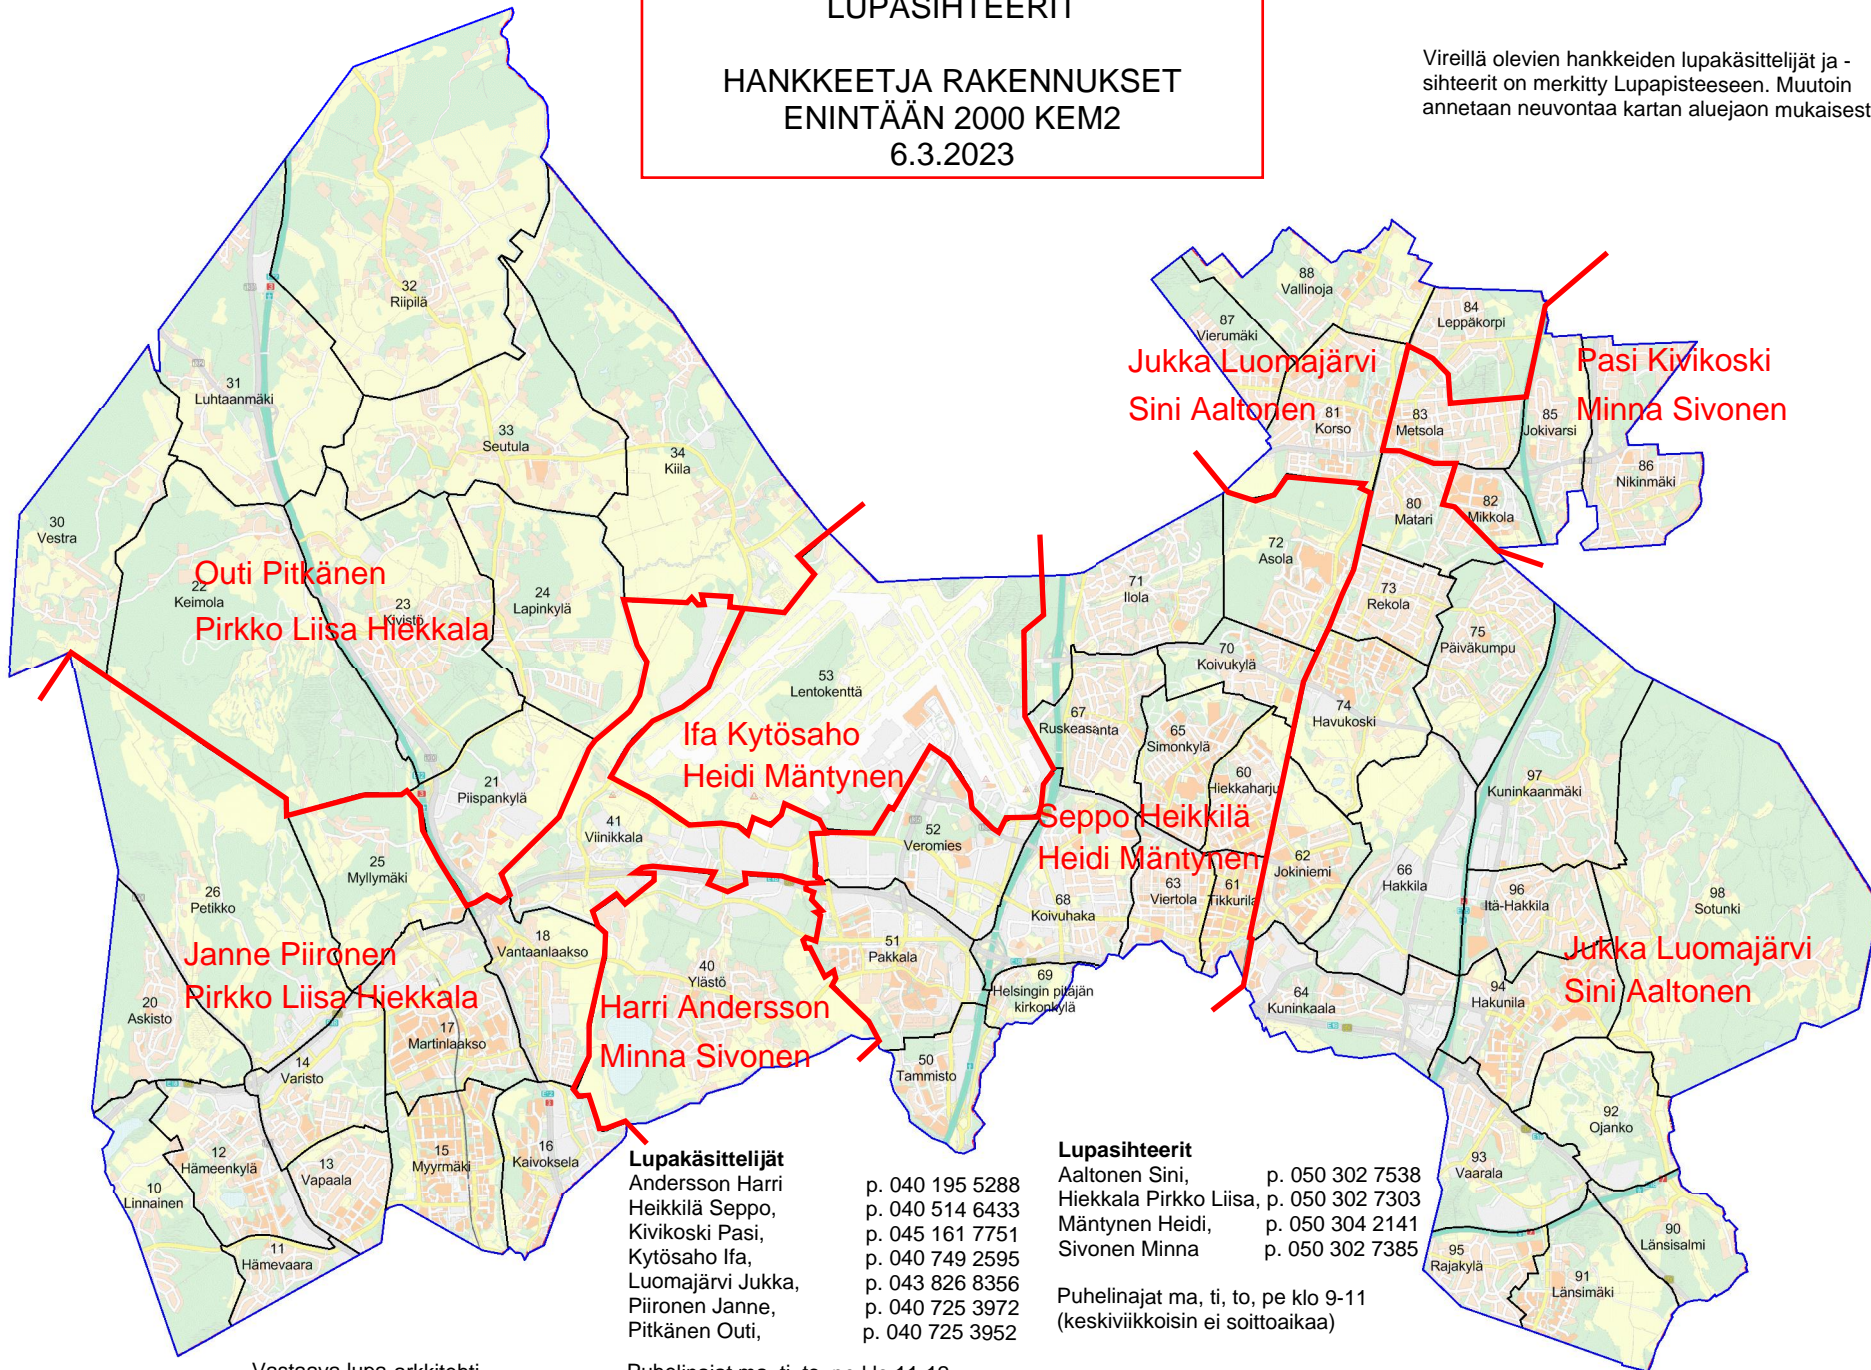 LUPASIHTEERIT
HANKKEETJA RAKENNUKSET
ENINTÄÄN 2000 KEM2
6.3.2023
Vireillä olevien hankkeiden lupakäsittelijät ja -
sihteerit on merkitty Lupapisteeseen. Muutoin
annetaan neuvontaa kartan aluejaon mukaisest
88
Vallinoja
84
Leppäkorpi
87
Vierumäki
32
Riipilä
Jukka Luomajärvi
Sini Aaltonen
Pasi Kivikoski
Minna Sivonen
31
Luhtaanmäki
81
Korso
83
Metsola
85
Jokivarsi
33
Seutula
34
Kiila
86
Nikinmäki
80
Matari
82
Mikkola
30
Vestra
72
Asola
Outi Pitkänen
Pirkko Liisa Hiekkala
22
Keimola
23
Kivistö
24
Lapinkylä
71
Ilola
73
Rekola
75
Päiväkumpu
70
Koivukylä
53
Lentokenttä
67
Ruskeasanta
65
Simonkylä
74
Havukoski
Ifa Kytösaho
Heidi Mäntynen
60
Hiekkaharju
97
Kuninkaanmäki
21
Piispankylä
41
Viinikkala
52
Veromies
Seppo Heikkilä
Heidi Mäntynen
25
Myllymäki
62
Jokiniemi
66
Hakkila
26
Petikko
63
Viertola
61
Tikkurila
96
Itä-Hakkila
98
Sotunki
68
Koivuhaka
18
Vantaanlaakso
51
Pakkala
Janne Piironen
Pirkko Liisa Hiekkala
Jukka Luomajärvi
Sini Aaltonen
40
Ylästö
69
Helsingin pitäjän
kirkonkylä
64
Kuninkaala
94
Hakunila
Harri Andersson
Minna Sivonen
20
Askisto
17
Martinlaakso
14
Varisto
50
Tammisto
92
Ojanko
12
Hämeenkylä
13
Vapaala
15
Myyrmäki
16
Kaivoksela
93
Vaarala
10
Linnainen
11
Hämevaara
90
Länsisalmi
95
Rajakylä
91
Länsimäki
Lupakäsittelijät
Andersson Harri p. 040 195 5288
Heikkilä Seppo, p. 040 514 6433
Kivikoski Pasi, p. 045 161 7751
Kytösaho Ifa, p. 040 749 2595
Luomajärvi Jukka, p. 043 826 8356
Piironen Janne, p. 040 725 3972
Pitkänen Outi, p. 040 725 3952
Lupasihteerit
Aaltonen Sini, p. 050 302 7538
Hiekkala Pirkko Liisa, p. 050 302 7303
Mäntynen Heidi, p. 050 304 2141
Sivonen Minna p. 050 302 7385
Puhelinajat ma, ti, to, pe klo 9-11
(keskiviikkoisin ei soittoaikaa)
Vastaava lupa-arkkitehti
Puhelinajat ma, ti, to, pe klo 11-12